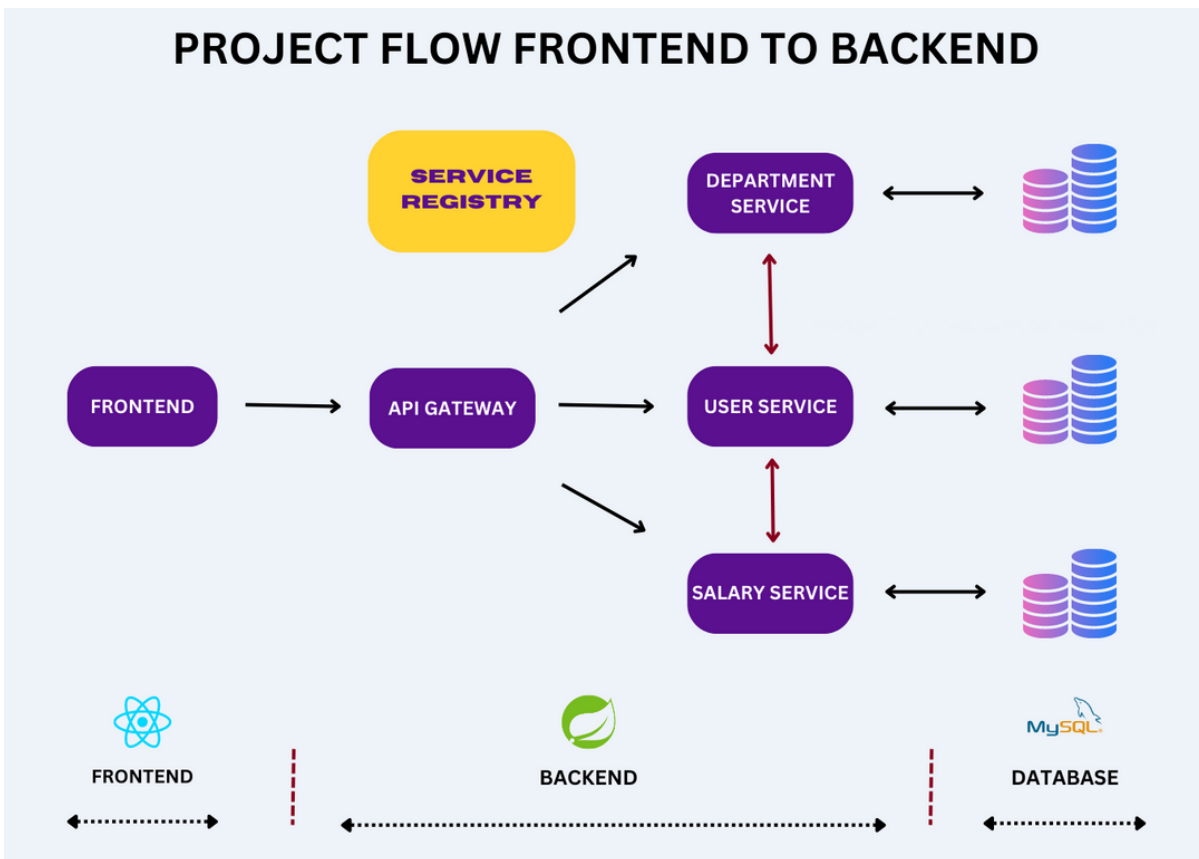 PROJECT FLOW FRONTEND TO BACKEND
SERVICE
REGISTRY
DEPARTMENT
SERVICE
FRONTEND
API GATEWAY
USER SERVICE
SALARY SERVICE
MySQL
FRONTEND
BACKEND
DATABASE